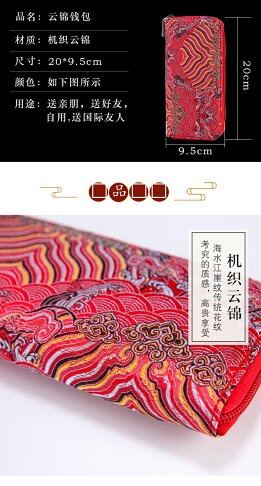 品名：云锦钱包
材质：机织云锦
尺寸：20*9.5cm
颜色：如下图所示
用途：送亲朋，送好友，
自用,送国际友人
20cm
9.5cm
品
机织云锦
海水江崖纹传统花纹
考究的质感，高贵享受